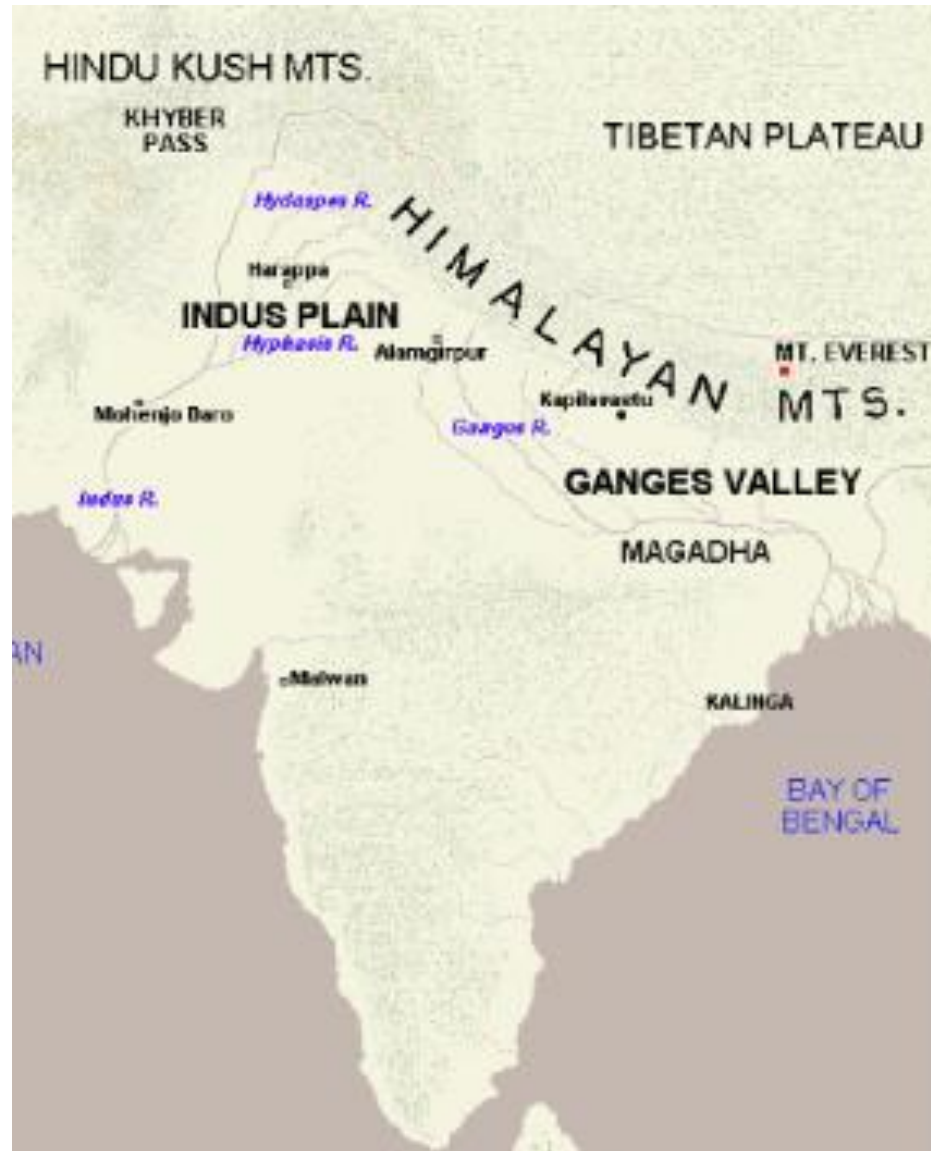 HINDU KUSH MTS.
KHYBER
PASS
TIBETAN PLATEAU
Hydaspes R.
HIMALAYAN
Harappa
INDUS PLAIN
Hyphasis R.
Alamgirpur
MT. EVEREST
Kapilavastu
MTS.
Mohenjo Daro
Ganges R.
GANGES VALLEY
Indus R.
MAGADHA
AN
Malwan
KALINGA
BAY OF
BENGAL